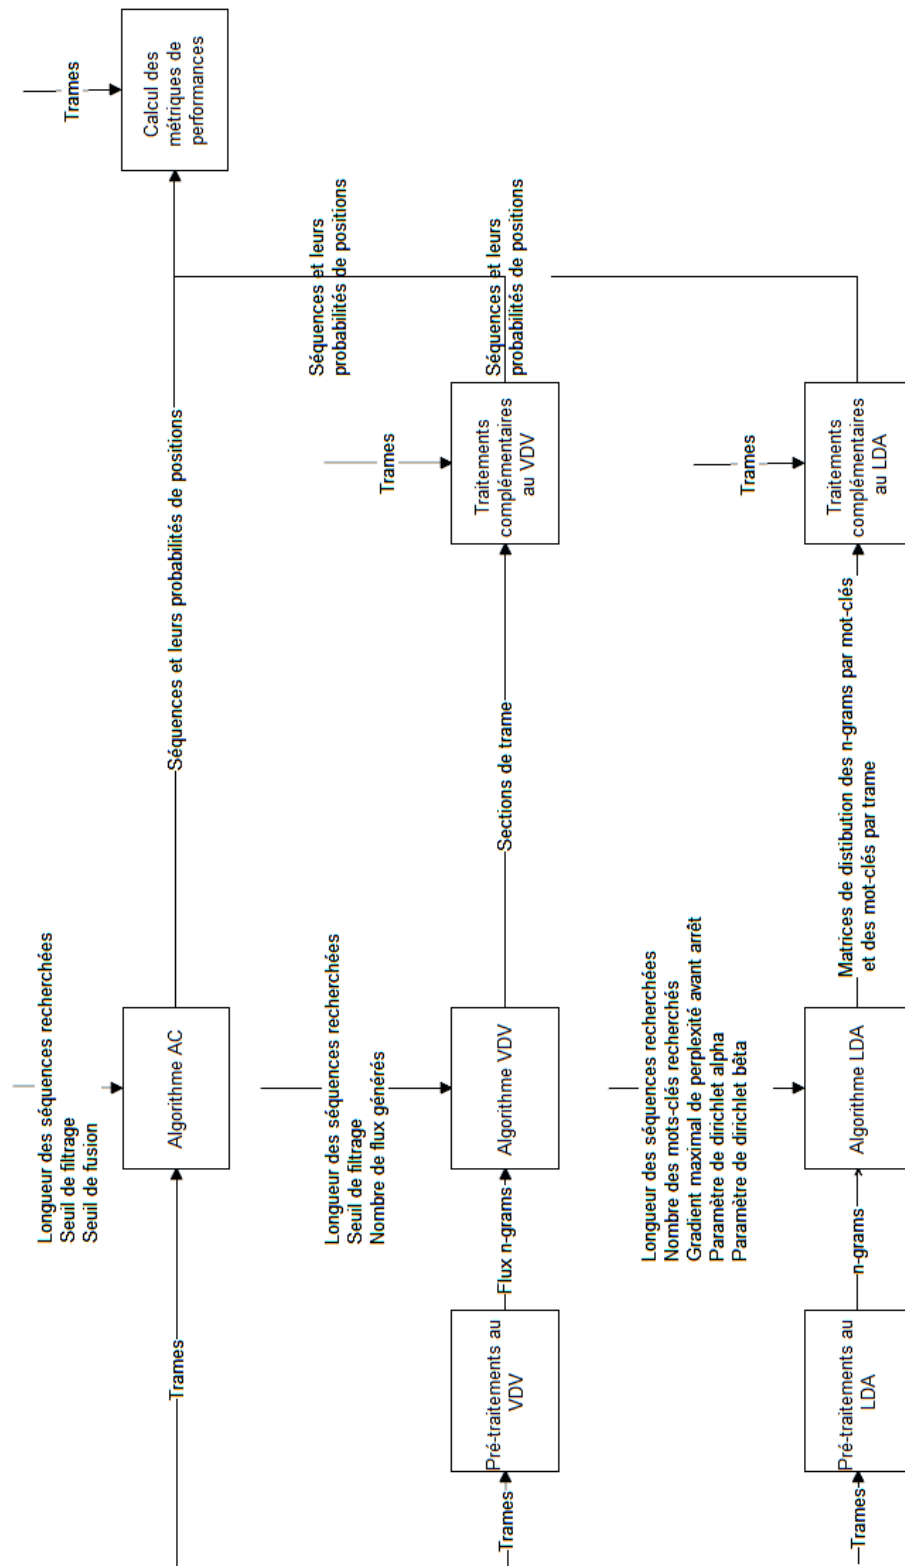 Trames
Calcul des
métriques de
performances
Séquences et leurs probabilités de positions
Longueur des séquences recherchées
Seuil de filtrage
Seuil de fusion
Algorithme AC
Trames
Séquences et leurs
probabilités de positions
Séquences et leurs
probabilités de positions
Trames
Traitements
complémentaires
au VDV
Sections de trame
Longueur des séquences recherchées
Seuil de filtrage
Nombre de flux générés
Algorithme VDV
Flux n-grams
Pré-traitements au
VDV
Trames
Trames
Traitements
complémentaires
au LDA
Matrices de distibution des n-grams par mot-clés
et des mot-clés par trame
Longueur des séquences recherchées
Nombre des mots-clés recherchés
Gradient maximal de perplexité avant arrêt
Paramètre de dirichlet alpha
Paramètre de dirichlet bêta
Algorithme LDA
n-grams
Pré-traitements au
LDA
Trames